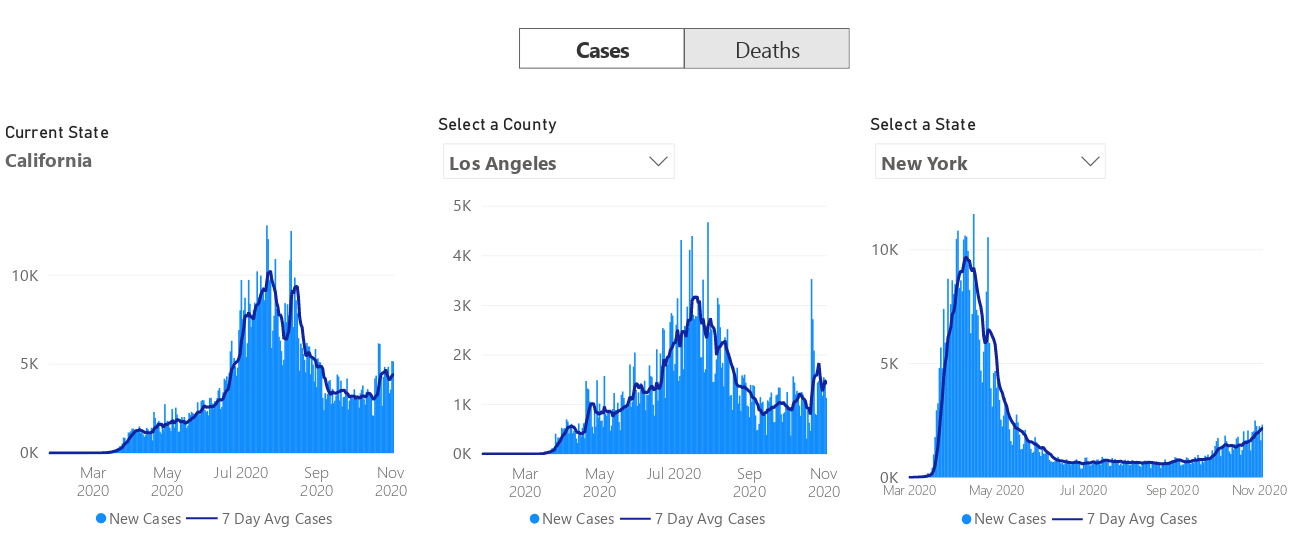 Cases Deaths
Current State
California
Select a County
Los Angeles
Select a State
New York
10K
5K
0K
Mar 2020
May 2020
Jul 2020
Sep 2020
Nov 2020
New Cases 7 Day Avg Cases
5K
4K
3K
2K
1K
0K
Mar 2020
May 2020
Jul 2020
Sep 2020
Nov 2020
New Cases 7 Day Avg Cases
10K
5K
0K
Mar 2020 May 2020 Jul 2020 Sep 2020 Nov 2020
New Cases 7 Day Avg Cases